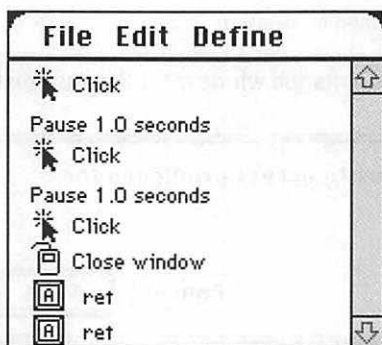 File Edit Define
Click
Pause 1.0 seconds
Click
Pause 1.0 seconds
Click
Close window
A ret
A ret